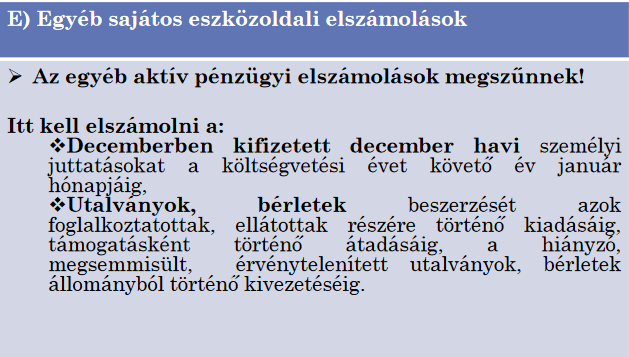 E) Egyéb sajátos eszközoldali elszámolások
➢ Az egyéb aktív pénzügyi elszámolások megszűnnek!
Itt kell elszámolni a:
❖Decemberben kifizetett december havi személyi
juttatásokat a költségvetési évet követő év január
hónapjáig,
❖Utalványok, bérletek beszerzését azok
foglalkoztatottak, ellátottak részére történő kiadásáig,
támogatásként történő átadásáig, a hiányzó,
megsemmisült, érvénytelenített utalványok, bérletek
állományból történő kivezetéséig.